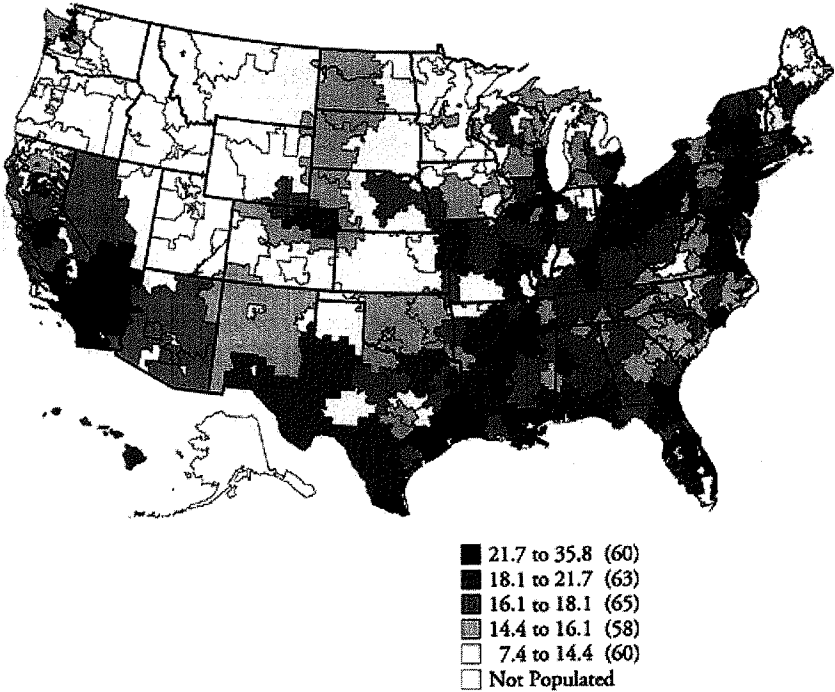 21.7 to 35.8 (60)
18.1 to 21.7 (63)
16.1 to 18.1 (65)
14.4 to 16.1 (58)
7.4 to 14.4 (60)
Not Populated